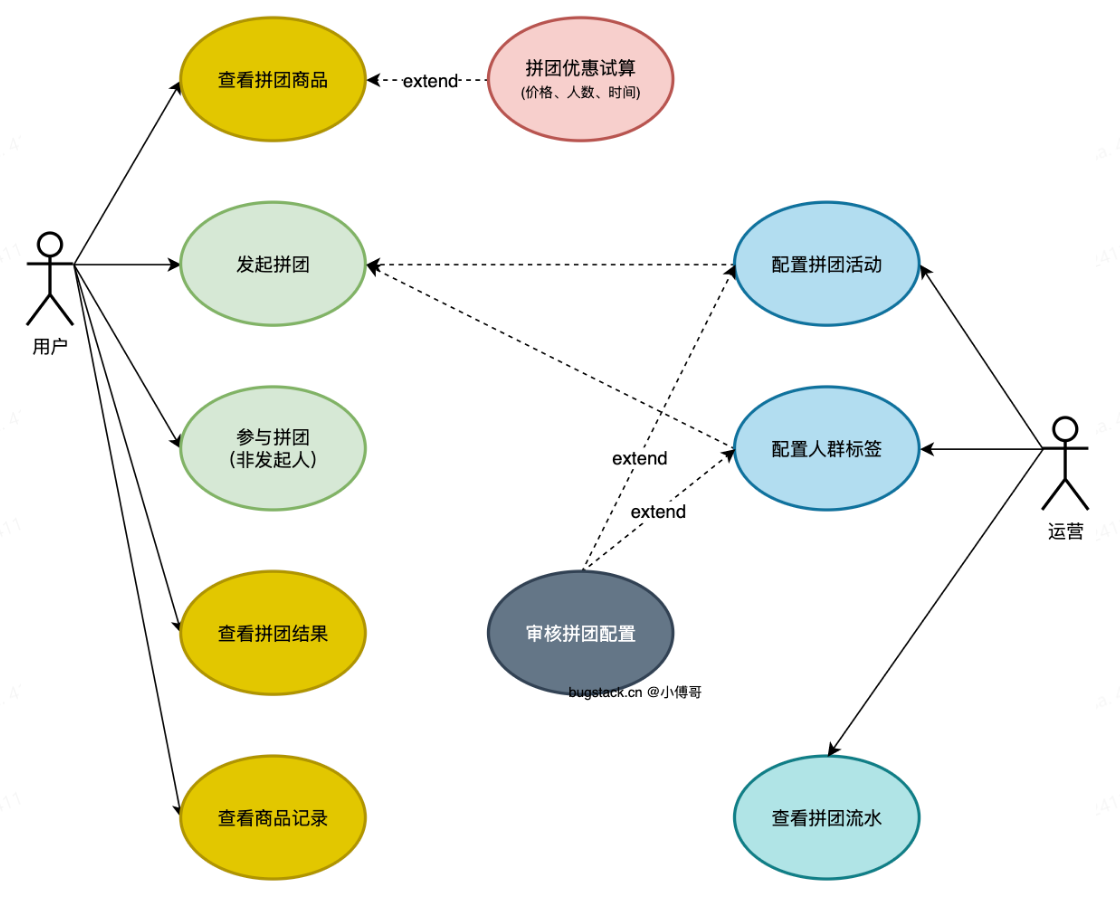 查看拼团商品
extend
拼团优惠试算
(价格、人数、时间)
用户
发起拼团
配置拼团活动
参与拼团
(非发起人)
extend
配置人群标签
extend
运营
查看拼团结果
审核拼团配置
bugstack.cn @小傅哥
查看商品记录
查看拼团流水